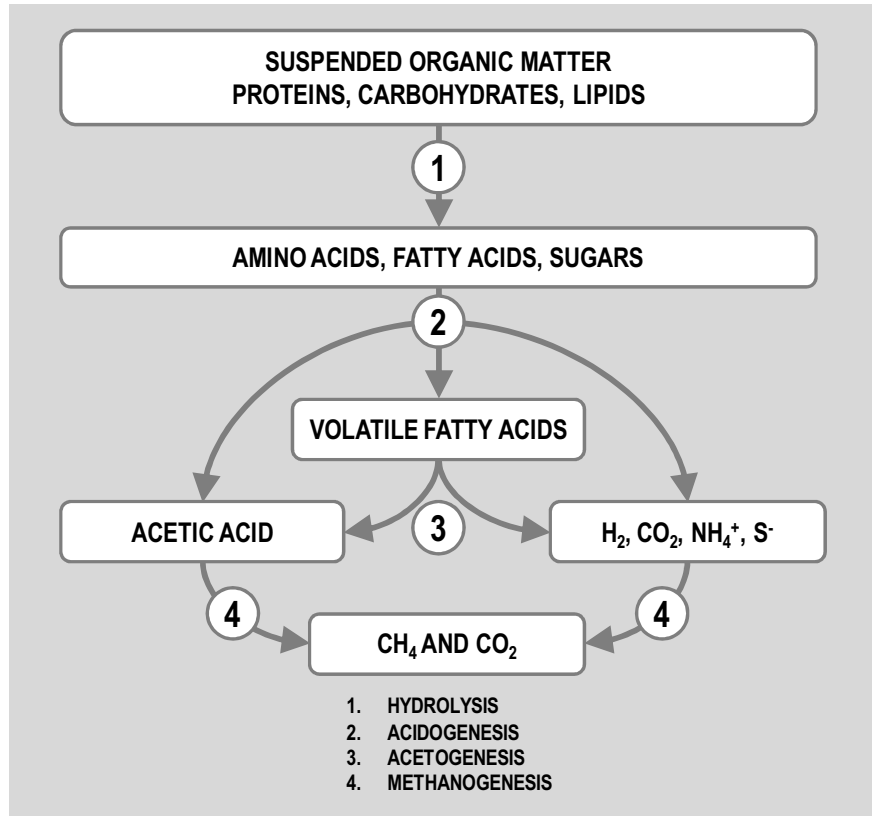 SUSPENDED ORGANIC MATTER
PROTEINS, CARBOHYDRATES, LIPIDS
1
AMINO ACIDS, FATTY ACIDS, SUGARS
2
VOLATILE FATTY ACIDS
ACETIC ACID
3
H₂, CO₂, NH₄⁺, S⁻
4
4
CH₄ AND CO₂
1. HYDROLYSIS
2. ACIDOGENESIS
3. ACETOGENESIS
4. METHANOGENESIS